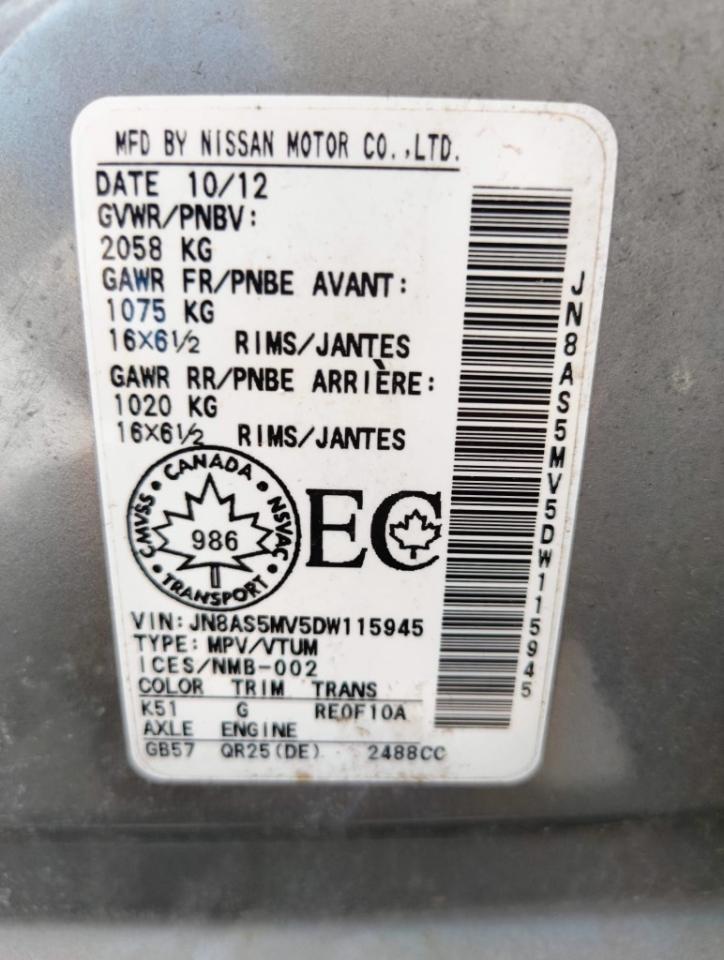 MFD BY NISSAN MOTOR CO.,LTD.
DATE 10/12
GVWR/PNBV:
2058 KG
GAWR FR/PNBE AVANT:
1075 KG
16X6½ RIMS/JANTES
GAWR RR/PNBE ARRIÈRE:
1020 KG
16X6½ RIMS/JANTES
CANADA
CMVSS NSVAC
986
TRANSPORT
EC
VIN:JN8AS5MV5DW115945
TYPE:MPV/VTUM
ICES/NMB-002
COLOR TRIM TRANS
K51 G RE0F10A
AXLE ENGINE
GB57 QR25(DE) 2488CC
JN8AS5MV5DW115945